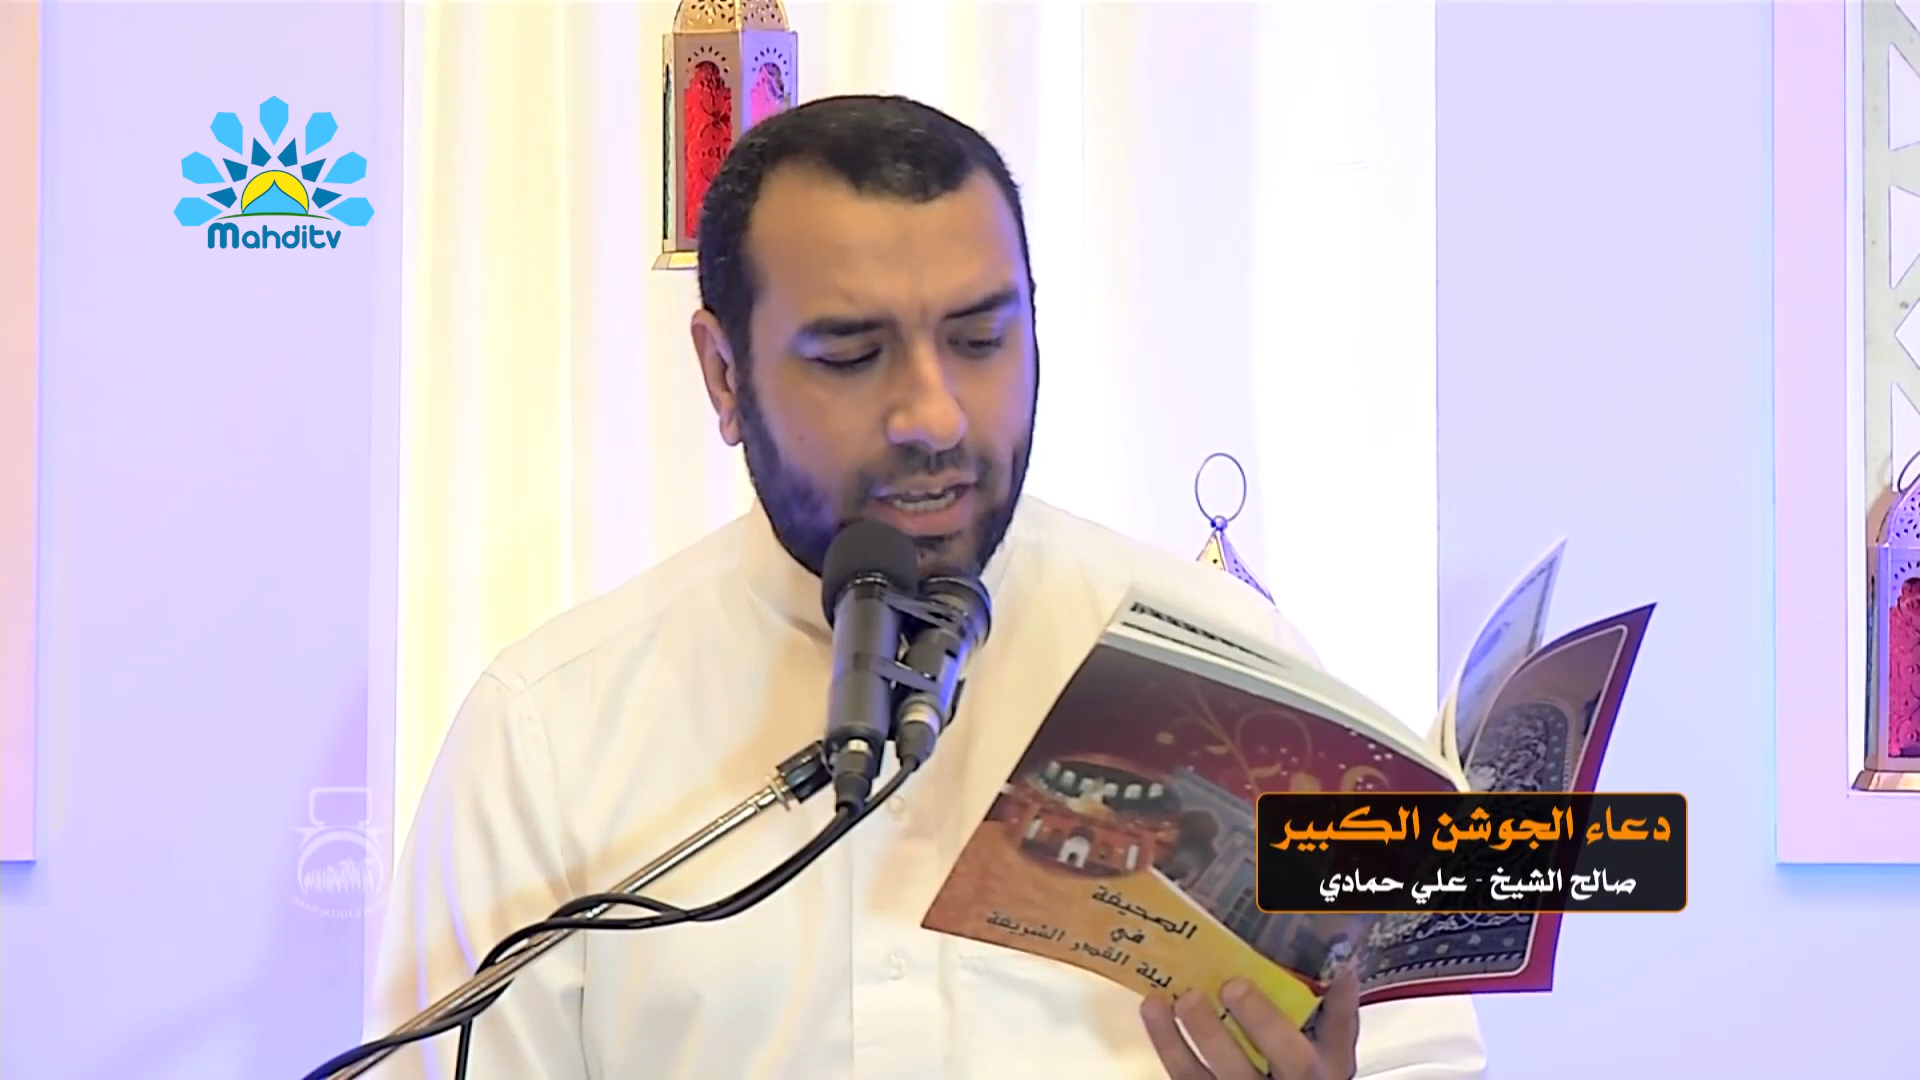 Mahditv
دعاء الجوشن الكبير
صالح الشيخ - علي حمادي
الصحيفة
في
ليلة القدر الشريفة